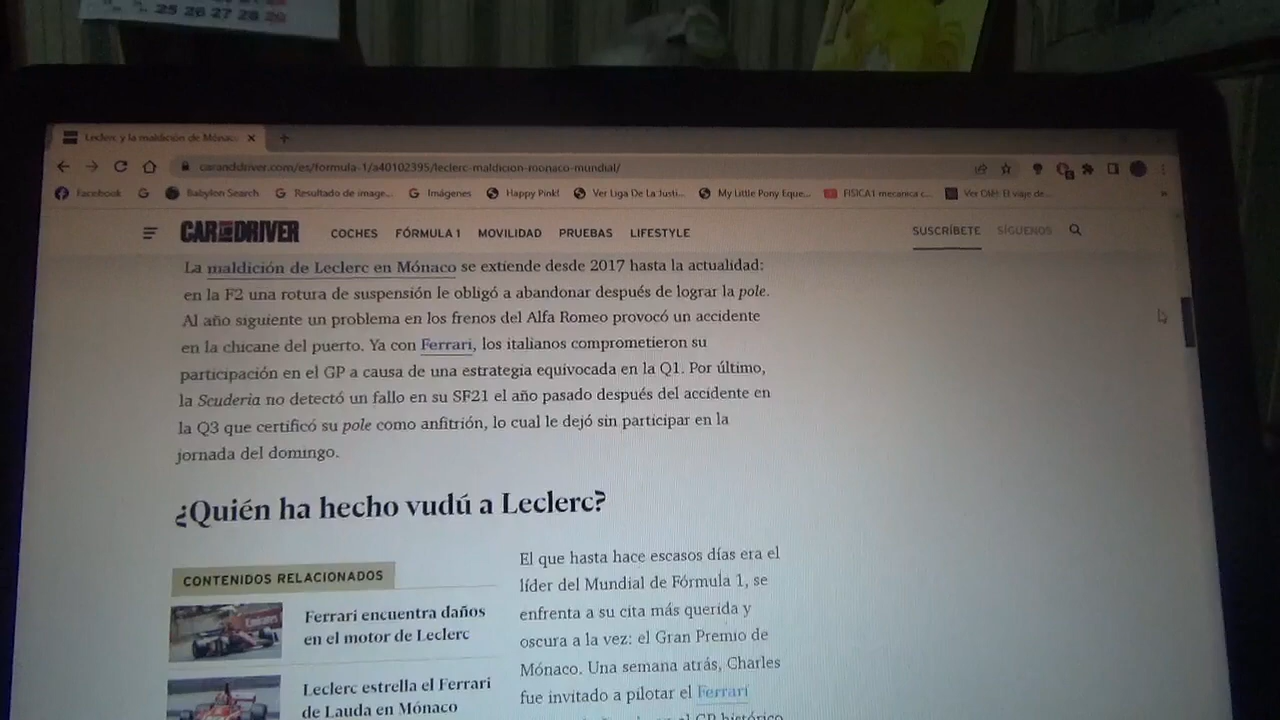 25 26 27 28 29
Leclerc y la maldición de Mónac
caranddriver.com/es/formula-1/a40102395/leclerc-maldicion-monaco-mundial/
Facebook
Babylon Search
Resultado de image...
Imágenes
Happy Pink!
Ver Liga De La Justi...
My Little Pony Eque...
FISICA1 mecanica c...
CAR DRIVER
COCHES FÓRMULA 1 MOVILIDAD PRUEBAS LIFESTYLE
SUSCRÍBETE SÍGUENOS
La maldición de Leclerc en Mónaco se extiende desde 2017 hasta la actualidad:
en la F2 una rotura de suspensión le obligó a abandonar después de lograr la pole.
Al año siguiente un problema en los frenos del Alfa Romeo provocó un accidente
en la chicane del puerto. Ya con Ferrari, los italianos comprometieron su
participación en el GP a causa de una estrategia equivocada en la Q1. Por último,
la Scuderia no detectó un fallo en su SF21 el año pasado después del accidente en
la Q3 que certificó su pole como anfitrión, lo cual le dejó sin participar en la
jornada del domingo.
¿Quién ha hecho vudú a Leclerc?
CONTENIDOS RELACIONADOS
Ferrari encuentra daños
en el motor de Leclerc
Leclerc estrella el Ferrari
de Lauda en Mónaco
El que hasta hace escasos días era el
líder del Mundial de Fórmula 1, se
enfrenta a su cita más querida y
oscura a la vez: el Gran Premio de
Mónaco. Una semana atrás, Charles
fue invitado a pilotar el Ferrari
el GP histórico